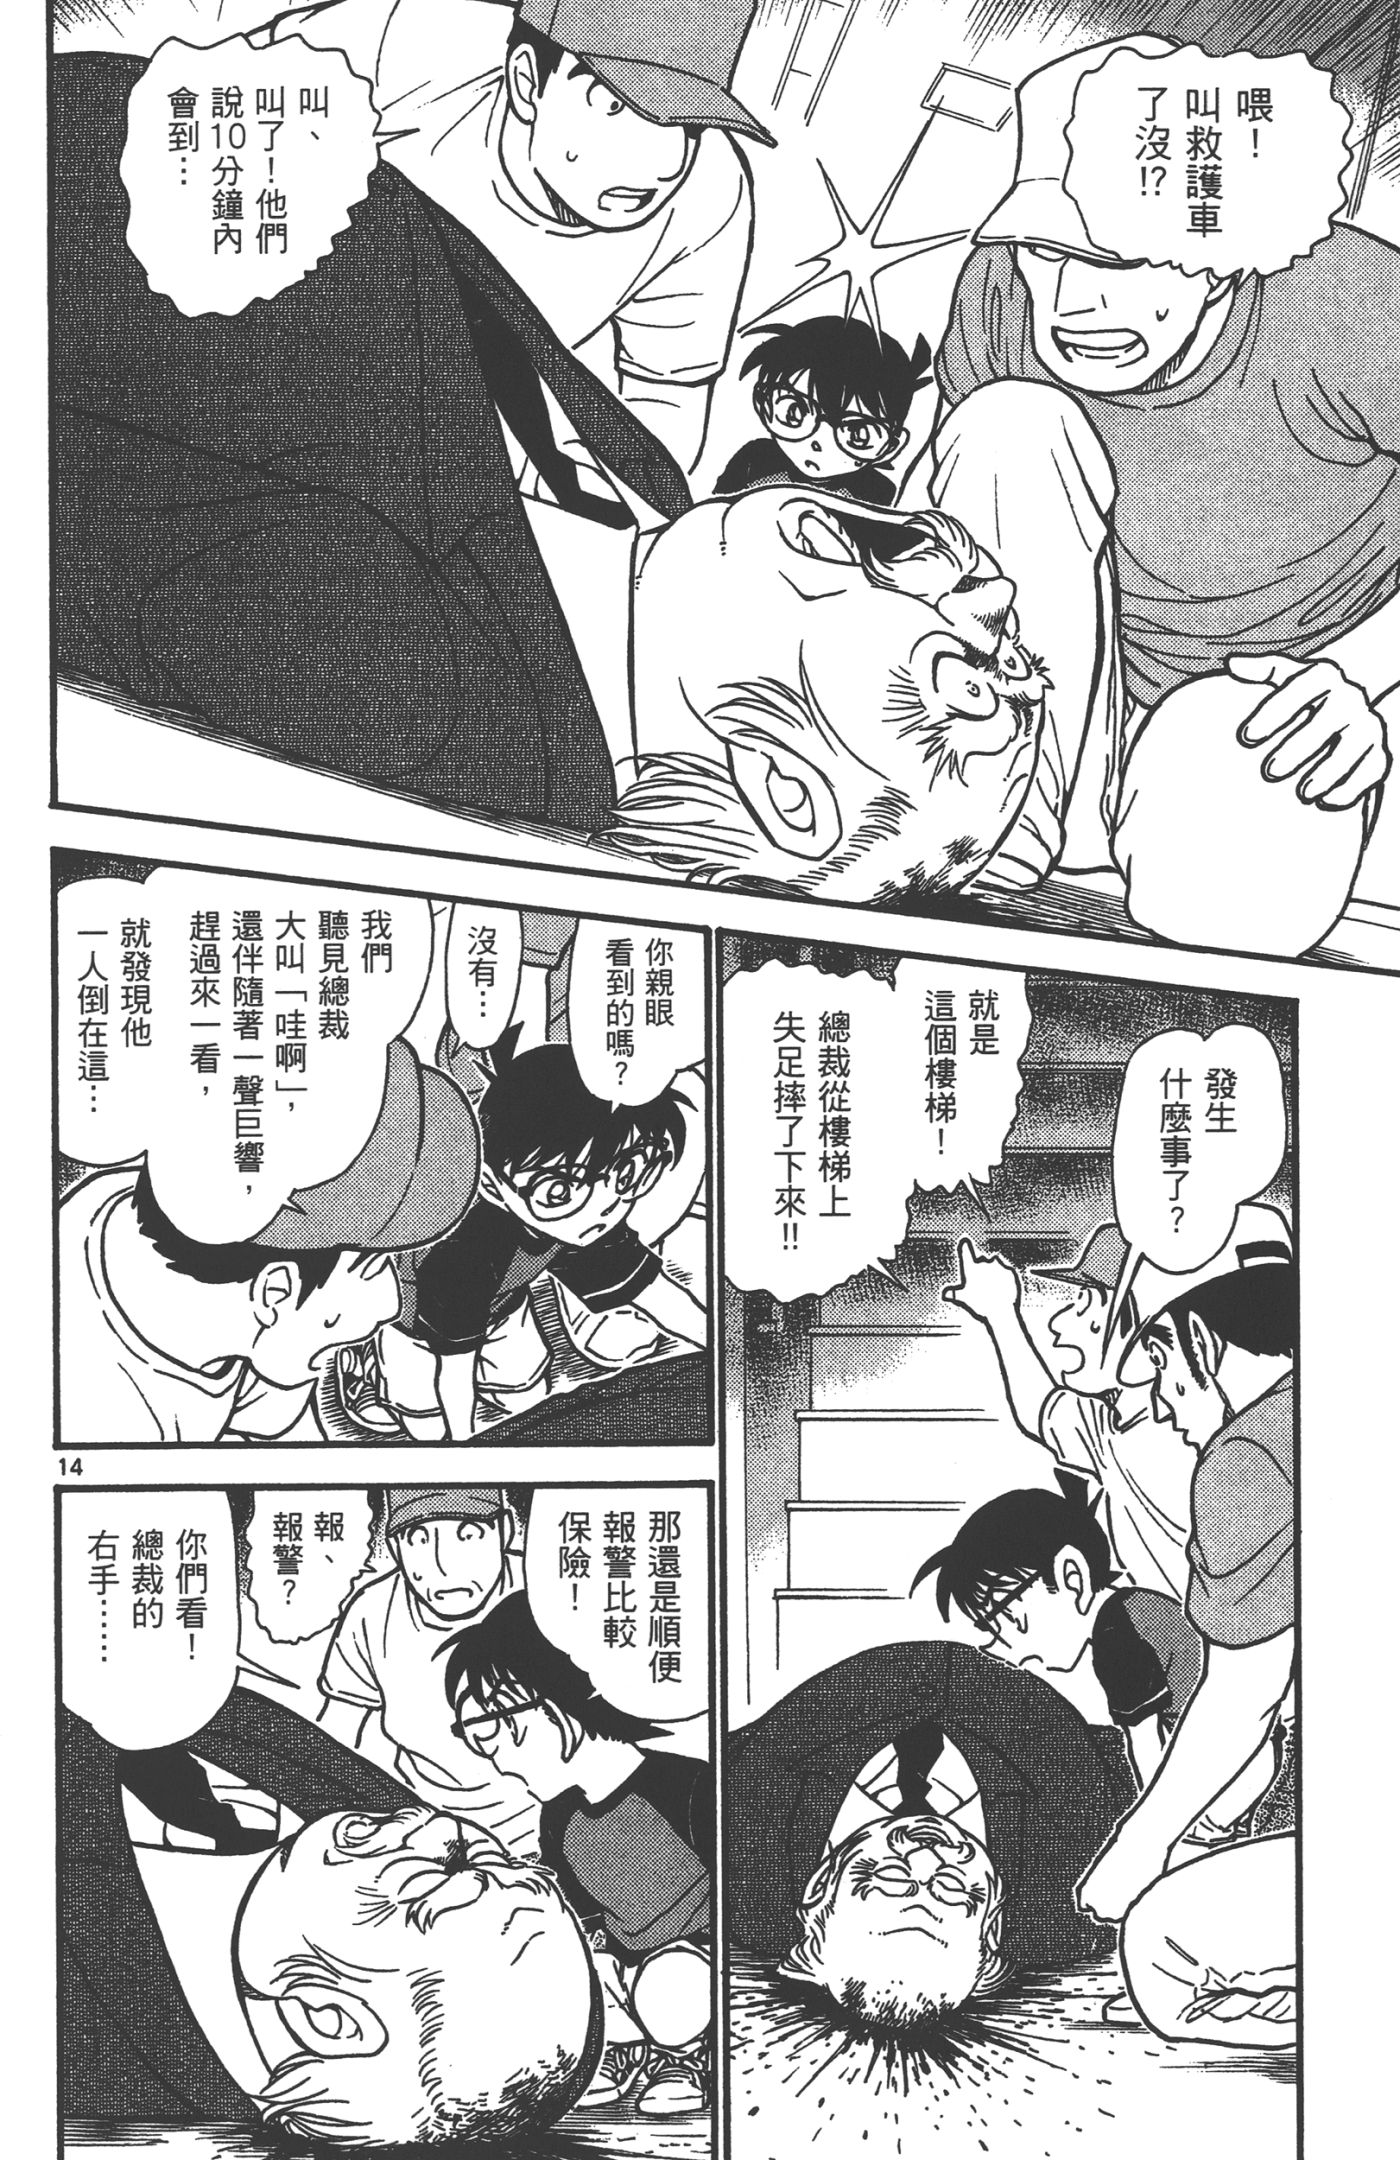 喂！
叫救護車
了沒!?
叫、
叫了！他們
說10分鐘內
會到…
發生
什麼事了？
就是
這個樓梯！
總裁從樓梯上
失足摔了下來!!
你親眼
看到的嗎？
沒有…
我們
聽見總裁
大叫「哇啊」，
還伴隨著一聲巨響，
趕過來一看，
就發現他
一人倒在這…
那還是順便
報警比較
保險！
報、
報警？
你們看！
總裁的
右手……
14